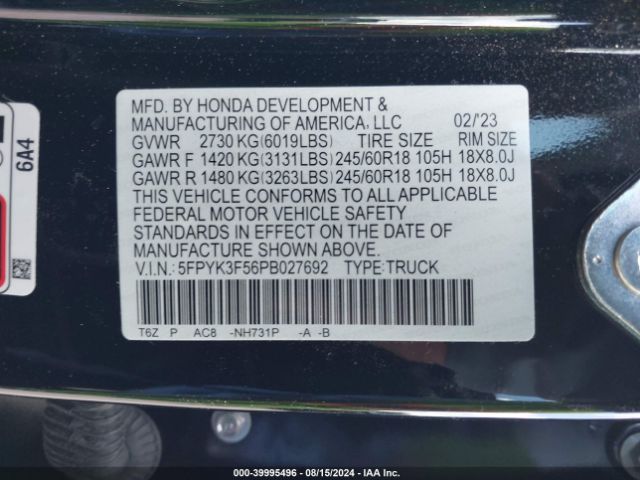 MFD. BY HONDA DEVELOPMENT &
MANUFACTURING OF AMERICA, LLC 02/'23
GVWR 2730 KG(6019LBS) TIRE SIZE RIM SIZE
GAWR F 1420 KG(3131LBS) 245/60R18 105H 18X8.0J
GAWR R 1480 KG(3263LBS) 245/60R18 105H 18X8.0J
THIS VEHICLE CONFORMS TO ALL APPLICABLE
FEDERAL MOTOR VEHICLE SAFETY
STANDARDS IN EFFECT ON THE DATE OF
MANUFACTURE SHOWN ABOVE.
V.I.N.: 5FPYK3F56PB027692 TYPE:TRUCK
T6Z P AC8 -NH731P -A -B
6A4
000-39995496 - 08/15/2024 - IAA Inc.